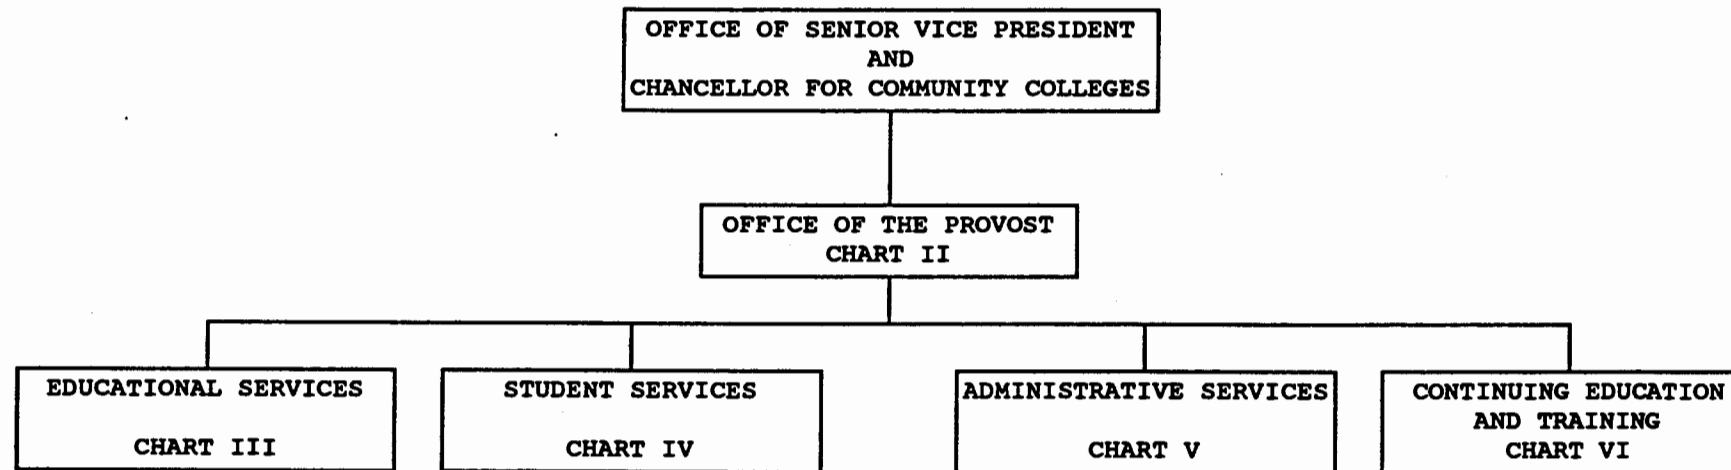 OFFICE OF SENIOR VICE PRESIDENT
AND
CHANCELLOR FOR COMMUNITY COLLEGES
OFFICE OF THE PROVOST
CHART II
EDUCATIONAL SERVICES
CHART III
STUDENT SERVICES
CHART IV
ADMINISTRATIVE SERVICES
CHART V
CONTINUING EDUCATION
AND TRAINING
CHART VI